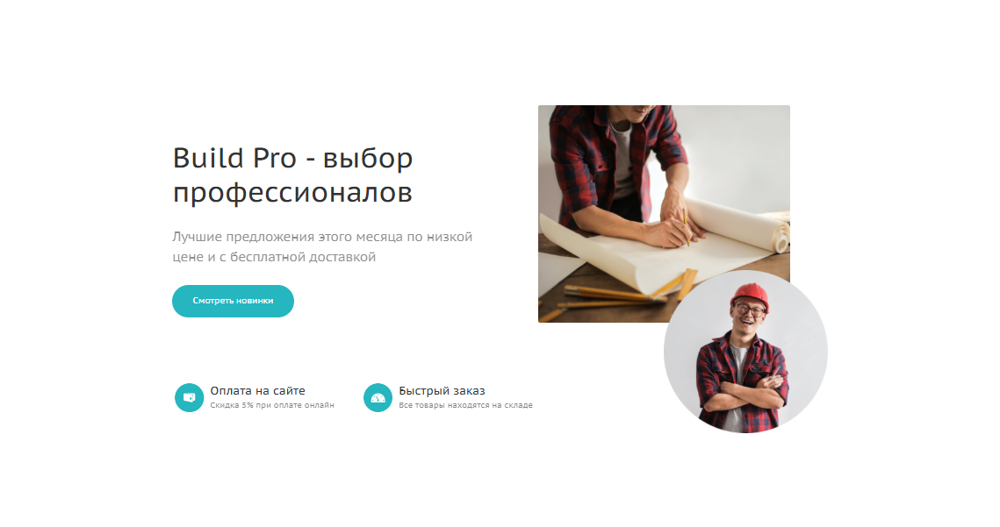 Build Pro - выбор
профессионалов
Лучшие предложения этого месяца по низкой
цене и с бесплатной доставкой
Смотреть новинки
Оплата на сайте
Скидка 5% при оплате онлайн
Быстрый заказ
Все товары находятся на складе